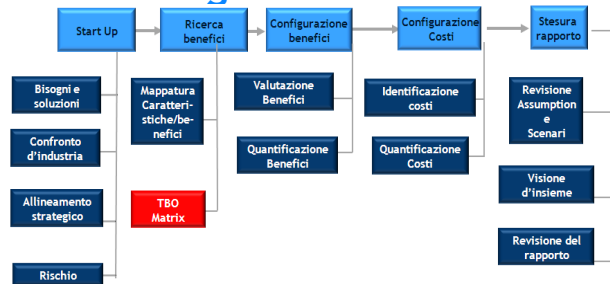 Start Up
Ricerca
benefici
Configurazione
benefici
Configurazione
Costi
Stesura
rapporto
Bisogni e
soluzioni
Confronto
d'industria
Allineamento
strategico
Rischio
Mappatura
Caratteri-
stiche/be-
nefici
TBO
Matrix
Valutazione
Benefici
Quantificazione
Benefici
Identificazione
costi
Quantificazione
Costi
Revisione
Assumption
e
Scenari
Visione
d'insieme
Revisione del
rapporto